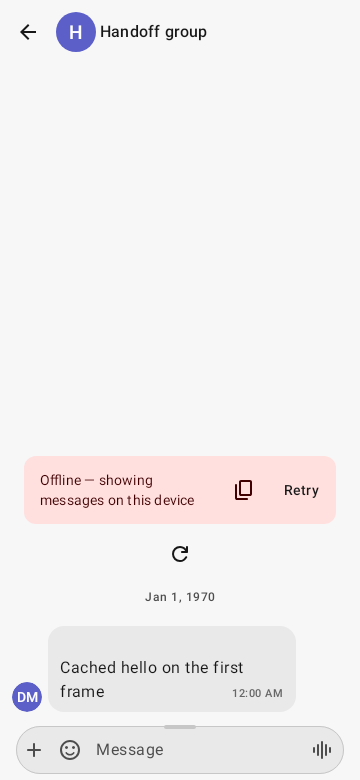 H Handoff group
Offline — showing
messages on this device
Retry
Jan 1, 1970
Cached hello on the first
frame
12:00 AM
DM
Message